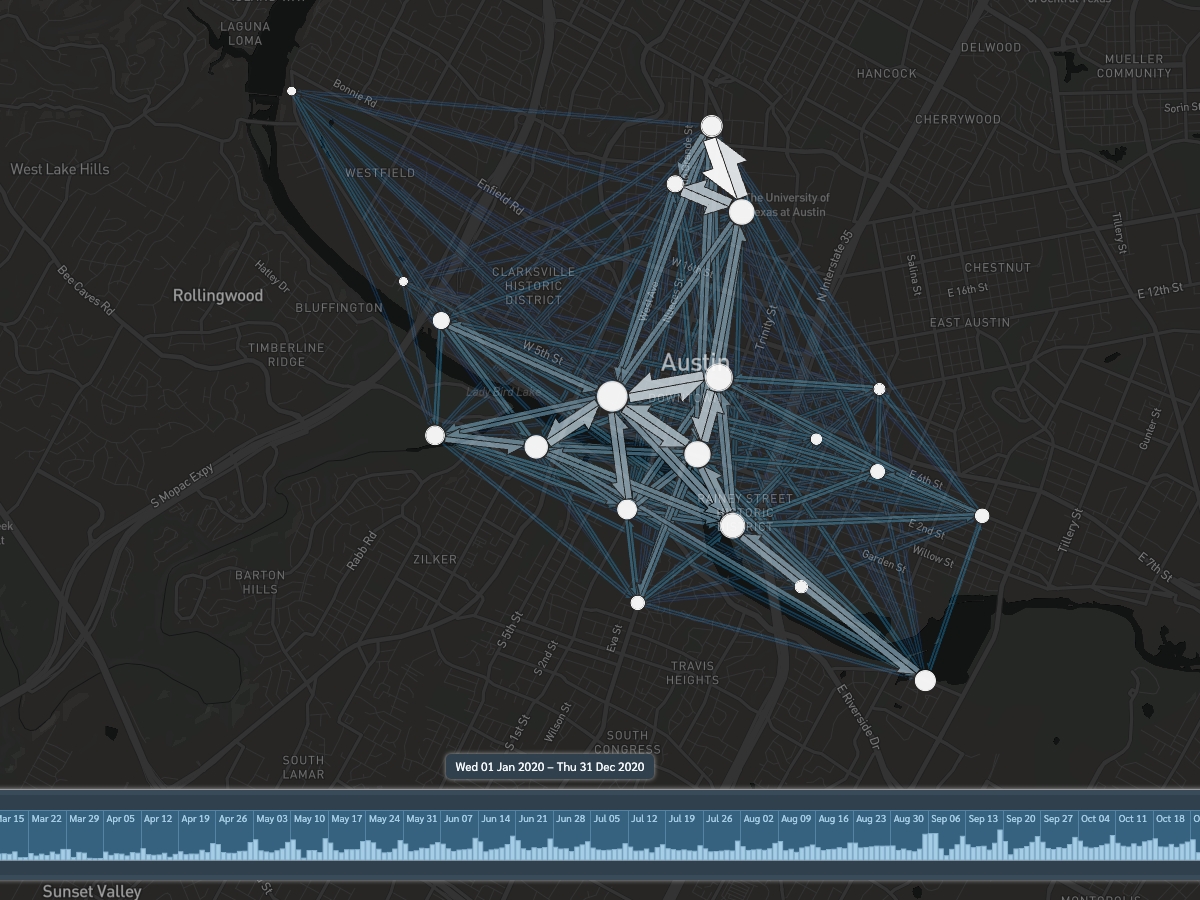 LAGUNA
LOMA
DELWOOD
HANCOCK
MUELLER
COMMUNITY
Bonnie Rd
CHERRYWOOD
Sorin St
West Lake Hills
WESTFIELD
Enfield Rd
The University of
Texas at Austin
Tillery St
N Interstate 35
Salina St
CHESTNUT
E 12th St
E 16th St
W 16th St
CLARKSVILLE
HISTORIC
DISTRICT
Hatley Dr
Bee Caves Rd
Rollingwood
BLUFFINGTON
West Ave
Nueces St
Trinity St
EAST AUSTIN
TIMBERLINE
RIDGE
W 5th St
Austin
Lady Bird Lake
Gunter St
S Mopac Expy
E 6th St
RAINEY STREET
HISTORIC
DISTRICT
E 2nd St
Tillery St
Rabb Rd
ZILKER
Garden St
Willow St
E 7th St
BARTON
HILLS
S 5th St
S 2nd St
Eva St
TRAVIS
HEIGHTS
E Riverside Dr
S 1st St
Wilson St
SOUTH
CONGRESS
SOUTH
LAMAR
Wed 01 Jan 2020 – Thu 31 Dec 2020
Mar 15 Mar 22 Mar 29 Apr 05 Apr 12 Apr 19 Apr 26 May 03 May 10 May 17 May 24 May 31 Jun 07 Jun 14 Jun 21 Jun 28 Jul 05 Jul 12 Jul 19 Jul 26 Aug 02 Aug 09 Aug 16 Aug 23 Aug 30 Sep 06 Sep 13 Sep 20 Sep 27 Oct 04 Oct 11 Oct 18
Sunset Valley